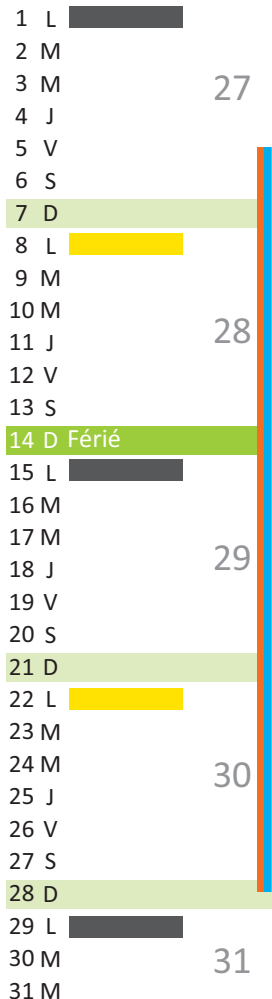 1 L
2 M
3 M 27
4 J
5 V
6 S
7 D
8 L
9 M
10 M
11 J 28
12 V
13 S
14 D Férié
15 L
16 M
17 M
18 J 29
19 V
20 S
21 D
22 L
23 M
24 M 30
25 J
26 V
27 S
28 D
29 L
30 M 31
31 M